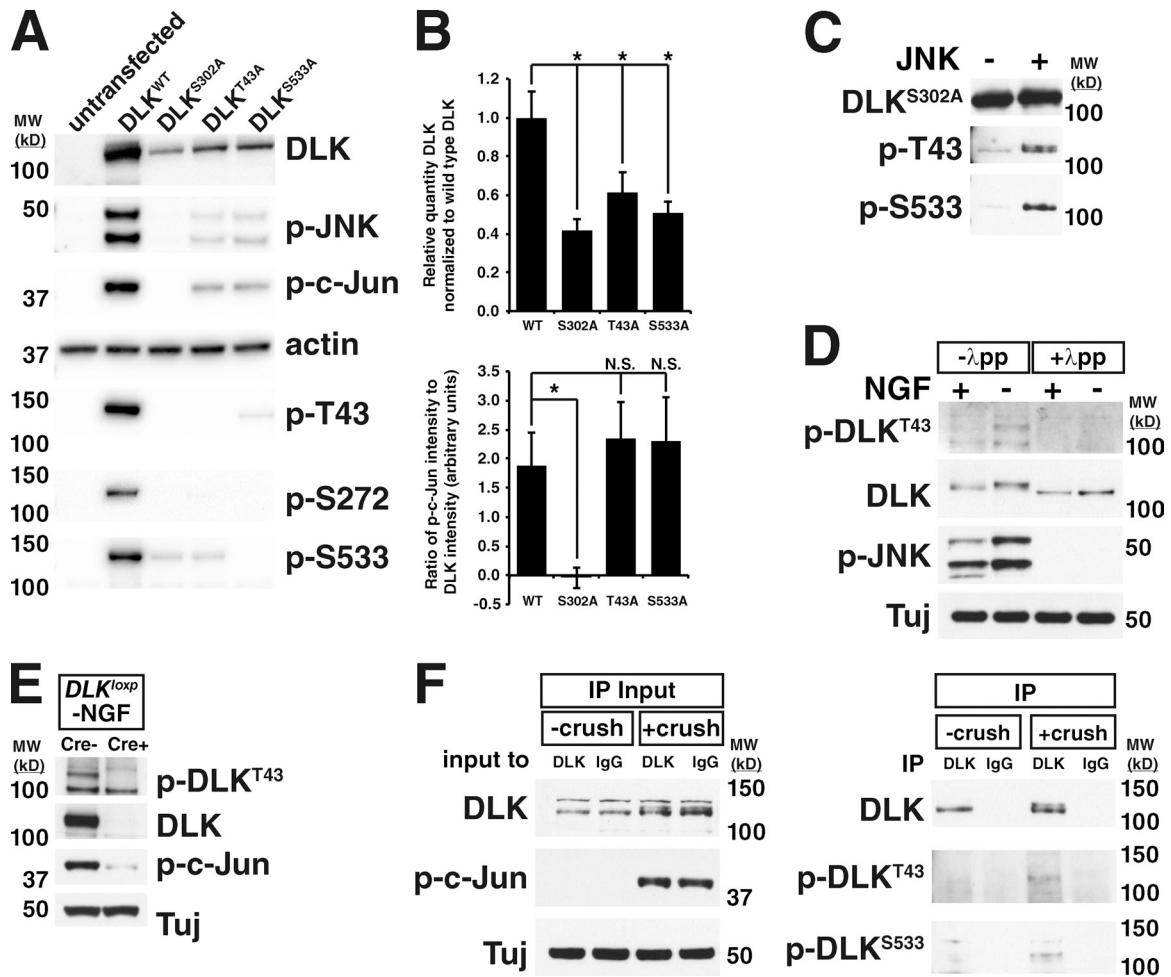 A
untransfected
DLKWT
DLKS302A
DLKT43A
DLKS533A
MW
(kD)
100
DLK
50
p-JNK
37
p-c-Jun
37
actin
150
100
p-T43
150
100
p-S272
150
100
p-S533
B
Relative quantity DLK
normalized to wild type DLK
* * *
1.2
1.0
0.8
0.6
0.4
0.2
0.0
WT S302A T43A S533A
Ratio of p-c-Jun intensity to
DLK intensity (arbitrary units)
N.S. N.S.
*
3.5
3.0
2.5
2.0
1.5
1.0
0.5
0.0
-0.5
WT S302A T43A S533A
C
JNK - +
MW
(kD)
DLKS302A
100
p-T43
100
p-S533
100
D
-λpp +λpp
NGF + - + -
MW
(kD)
p-DLKT43
100
DLK
100
p-JNK
50
Tuj
50
E
DLKloxp
-NGF
MW
(kD)
Cre- Cre+
100
p-DLKT43
100
DLK
37
p-c-Jun
50
Tuj
F
IP Input
-crush +crush
input to DLK IgG DLK IgG
MW
(kD)
DLK
150
100
p-c-Jun
37
Tuj
50
IP
-crush +crush
IP DLK IgG DLK IgG
MW
(kD)
DLK
150
100
p-DLKT43
150
100
p-DLKS533
150
100